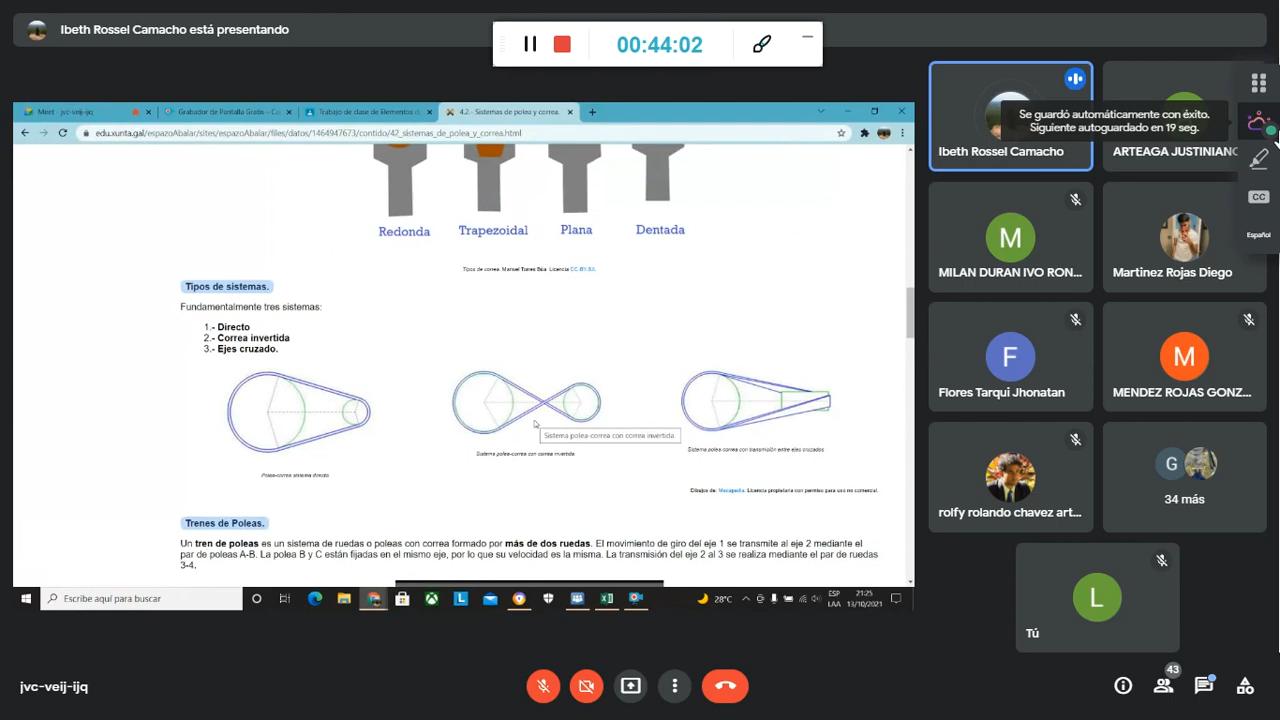 Ibeth Rossel Camacho está presentando
00:44:02
Meet - jvc-veij-ijq
Grabador de Pantalla Gratis – Co
Trabajo de clase de Elementos d
4.2.- Sistemas de polea y correa.
edu.xunta.gal/espazoAbalar/sites/espazoAbalar/files/datos/1464947673/contido/42_sistemas_de_polea_y_correa.html
Redonda
Trapezoidal
Plana
Dentada
Tipos de correa. Manuel Torres Búa. Licencia CC-BY-SA.
Tipos de sistemas.
Fundamentalmente tres sistemas:
1.- Directo
2.- Correa invertida
3.- Ejes cruzado.
Sistema polea-correa con correa invertida.
Sistema polea-correa con transmisión entre ejes cruzados
Sistema polea-correa con correa invertida
Polea-correa sistema directo
Dibujos de: Mecapedia. Licencia propietaria con permiso para uso no comercial.
Trenes de Poleas.
Un tren de poleas es un sistema de ruedas o poleas con correa formado por más de dos ruedas. El movimiento de giro del eje 1 se transmite al eje 2 mediante el
par de poleas A-B. La polea B y C están fijadas en el mismo eje, por lo que su velocidad es la misma. La transmisión del eje 2 al 3 se realiza mediante el par de ruedas
3-4.
Escribe aquí para buscar
28°C
ESP
LAA
21:25
13/10/2021
Se guardó automáticamente con éxito.
Siguiente autoguardado en 19 seg.
Ibeth Rossel Camacho
ARTEAGA JUSTINIANO
CC
Español
M
MILAN DURAN IVO RON...
Martinez Rojas Diego
F
Flores Tarqui Jhonatan
M
MENDEZ ROJAS GONZ...
rolfy rolando chavez art...
G
34 más
L
Tú
jvc-veij-ijq
43